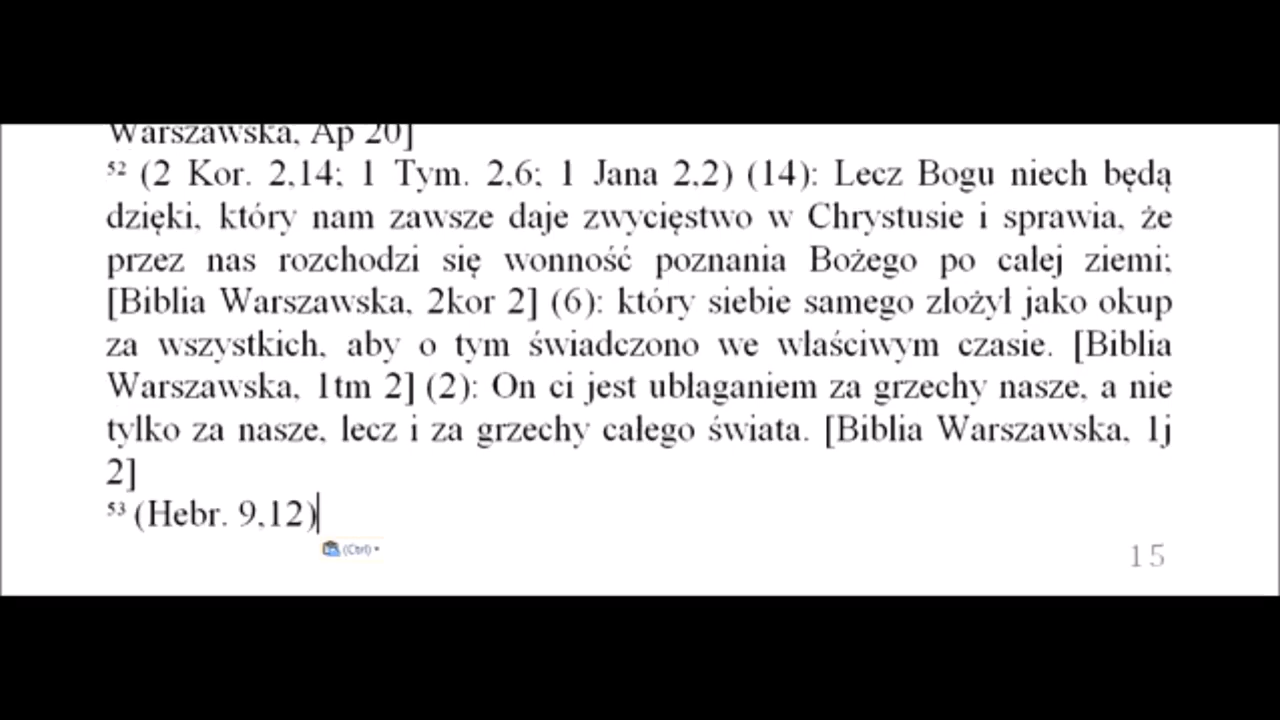 Warszawska, Ap 20]
52 (2 Kor. 2,14; 1 Tym. 2,6; 1 Jana 2,2) (14): Lecz Bogu niech będą
dzięki, który nam zawsze daje zwycięstwo w Chrystusie i sprawia, że
przez nas rozchodzi się wonność poznania Bożego po całej ziemi;
[Biblia Warszawska, 2kor 2] (6): który siebie samego złożył jako okup
za wszystkich, aby o tym świadczono we właściwym czasie. [Biblia
Warszawska, 1tm 2] (2): On ci jest ubłaganiem za grzechy nasze, a nie
tylko za nasze, lecz i za grzechy całego świata. [Biblia Warszawska, 1j
2]
53 (Hebr. 9,12)
(Ctrl)
15